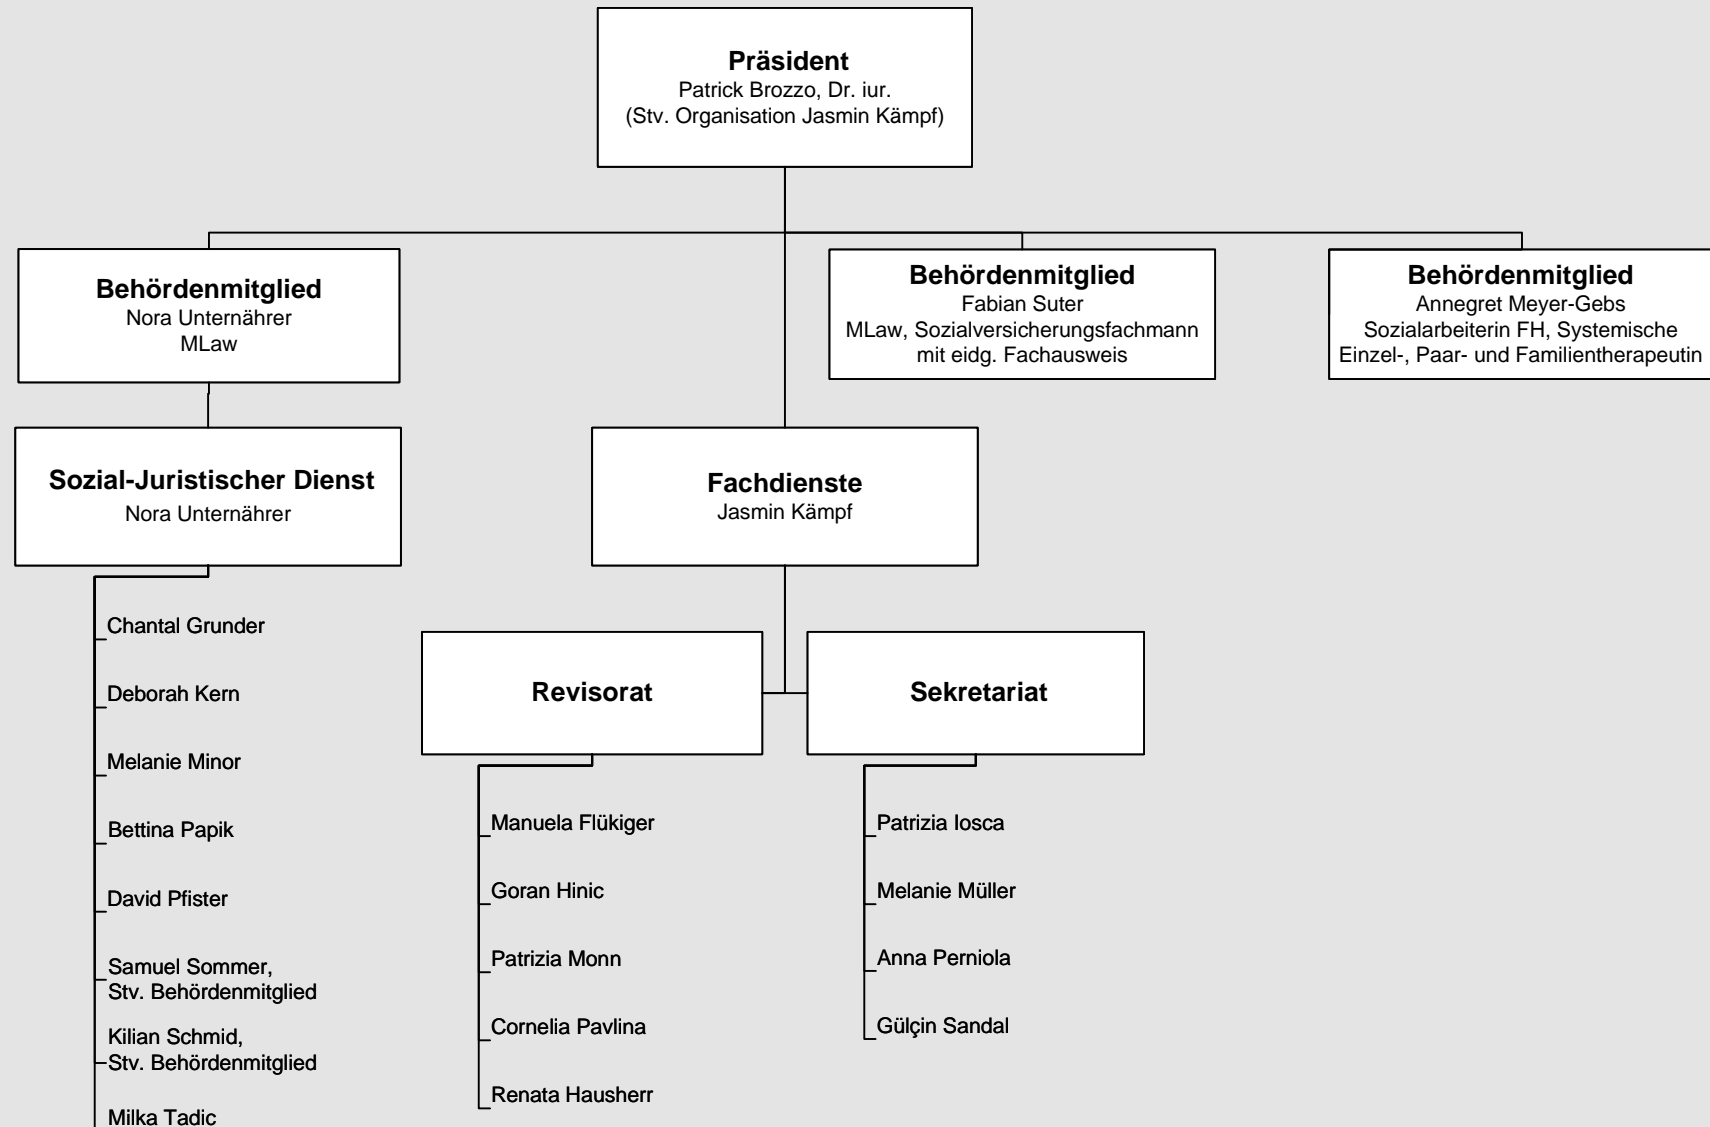 Präsident
Patrick Brozzo, Dr. iur.
(Stv. Organisation Jasmin Kämpf)
Behördenmitglied
Nora Unternährer
MLaw
Behördenmitglied
Fabian Suter
MLaw, Sozialversicherungsfachmann
mit eidg. Fachausweis
Behördenmitglied
Annegret Meyer-Gebs
Sozialarbeiterin FH, Systemische
Einzel-, Paar- und Familientherapeutin
Sozial-Juristischer Dienst
Nora Unternährer
Fachdienste
Jasmin Kämpf
Chantal Grunder
Deborah Kern
Melanie Minor
Bettina Papik
David Pfister
Samuel Sommer,
Stv. Behördenmitglied
Kilian Schmid,
Stv. Behördenmitglied
Milka Tadic
Revisorat
Manuela Flükiger
Goran Hinic
Patrizia Monn
Cornelia Pavlina
Renata Hausherr
Sekretariat
Patrizia Iosca
Melanie Müller
Anna Perniola
Gülçin Sandal